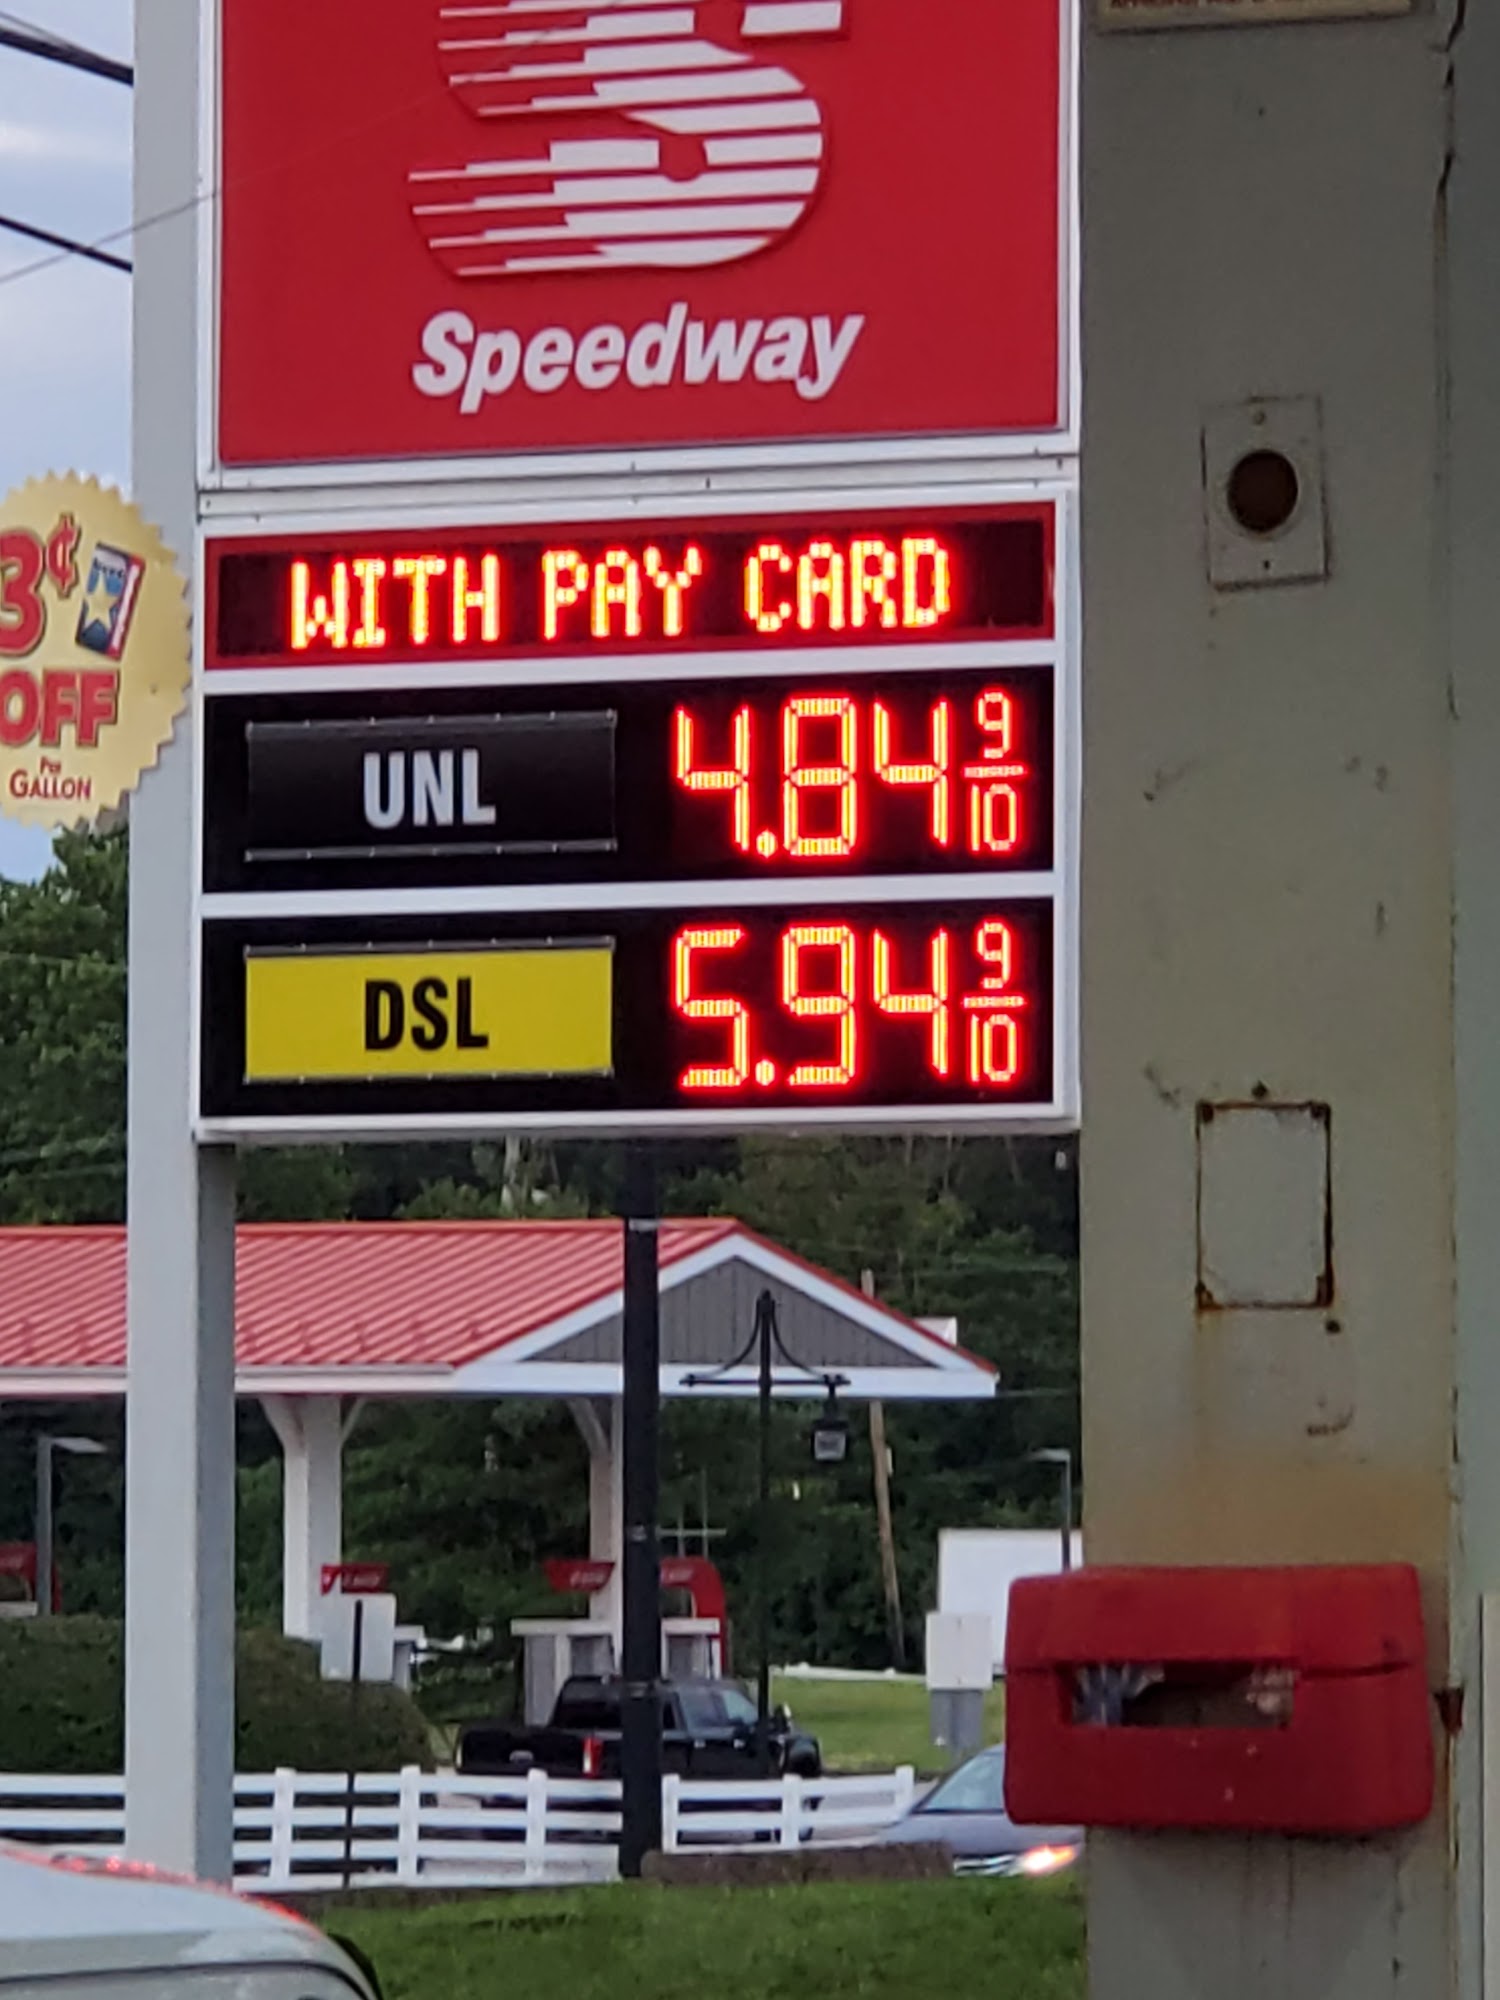 Speedway
WITH PAY CARD
3¢
OFF
Per
GALLON
UNL 4.84 9/10
DSL 5.94 9/10